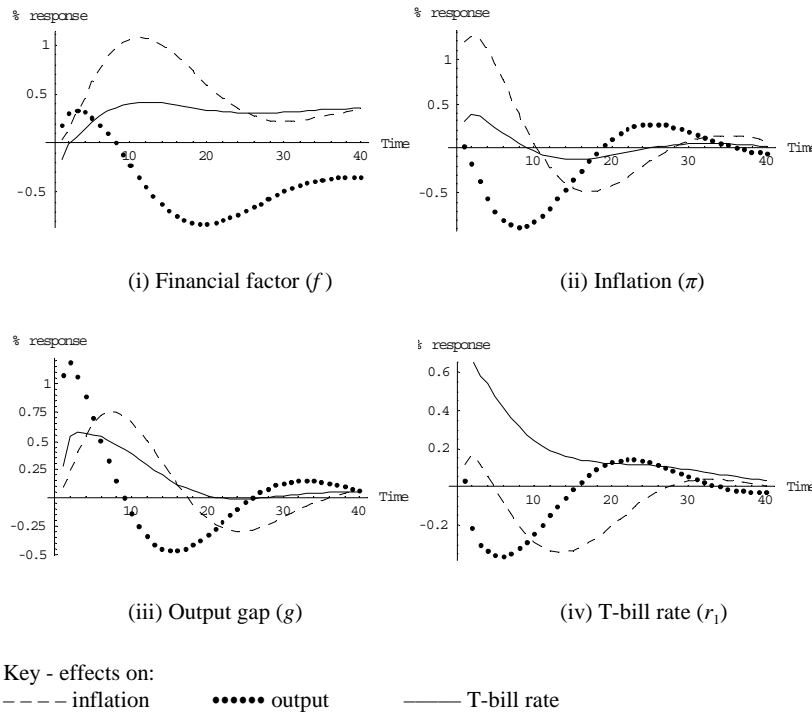 % response
1
0.5
-0.5
10
20
30
40
Time
(i) Financial factor (f )
% response
1
0.5
-0.5
10
20
30
40
Time
(ii) Inflation (π)
% response
1
0.75
0.5
0.25
-0.25
-0.5
10
20
30
40
Time
(iii) Output gap (g)
% response
0.6
0.4
0.2
-0.2
10
20
30
40
Time
(iv) T-bill rate (r₁)
Key - effects on:
inflation output T-bill rate